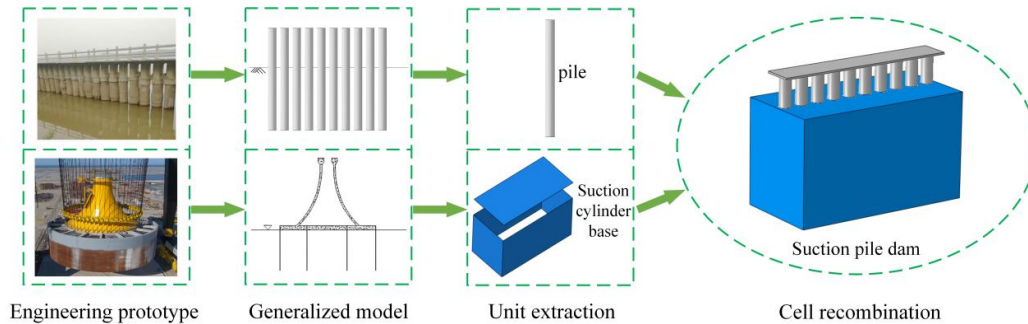 pile
Suction
cylinder
base
Suction pile dam
Engineering prototype
Generalized model
Unit extraction
Cell recombination